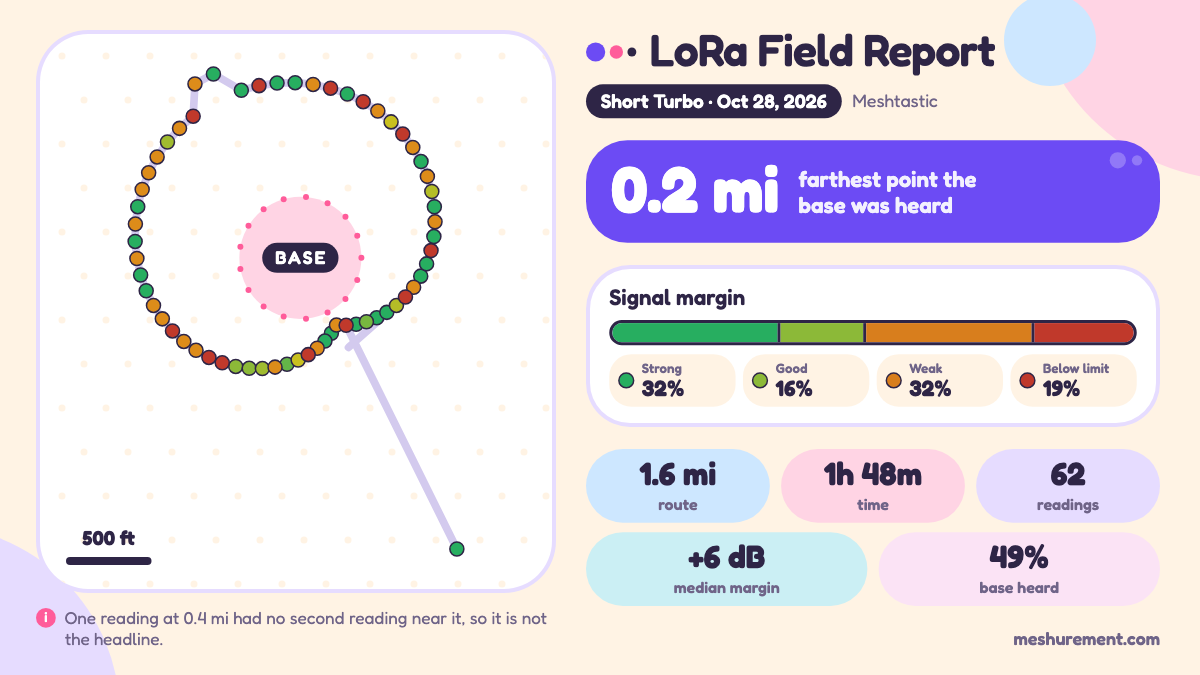 LoRa Field Report
Short Turbo · Oct 28, 2026
Meshtastic
0.2 mi
farthest point the
base was heard
BASE
Signal margin
Strong
32%
Good
16%
Weak
32%
Below limit
19%
1.6 mi
route
1h 48m
time
62
readings
+6 dB
median margin
49%
base heard
500 ft
i
One reading at 0.4 mi had no second reading near it, so it is not
the headline.
meshurement.com